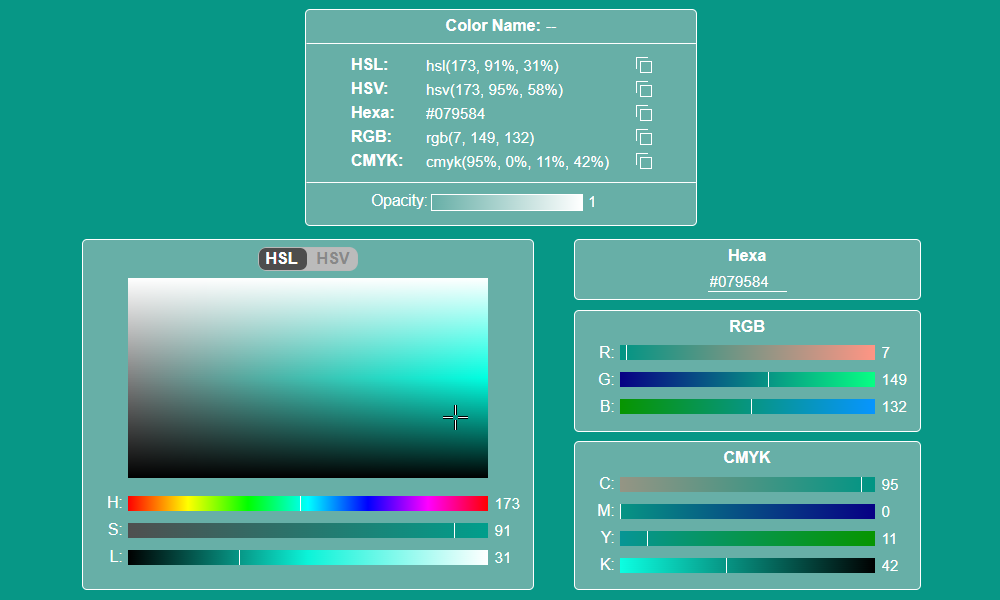 Color Name: --
HSL: hsl(173, 91%, 31%)
HSV: hsv(173, 95%, 58%)
Hexa: #079584
RGB: rgb(7, 149, 132)
CMYK: cmyk(95%, 0%, 11%, 42%)
Opacity: 1
HSL HSV
H: 173
S: 91
L: 31
Hexa
#079584
RGB
R: 7
G: 149
B: 132
CMYK
C: 95
M: 0
Y: 11
K: 42